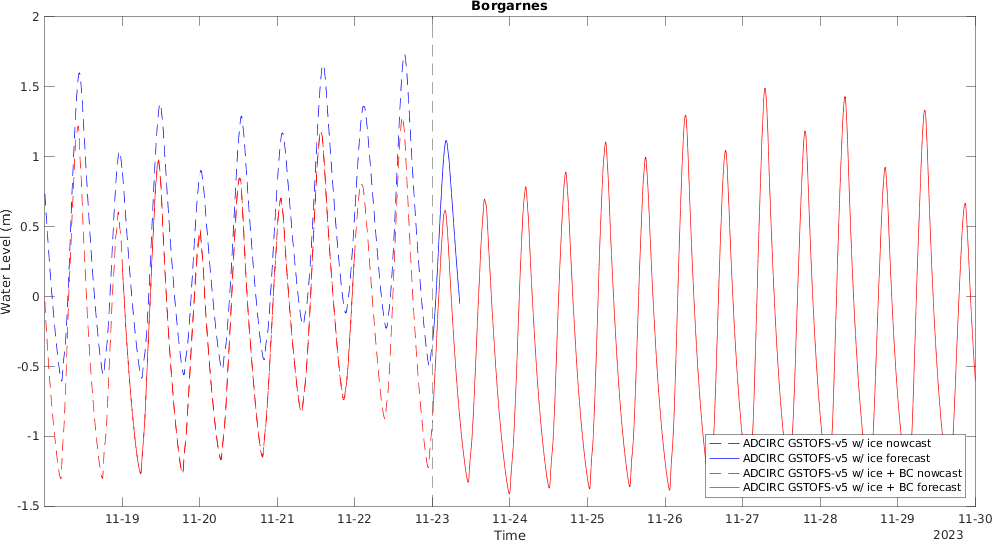 Borgarnes
2
1.5
1
0.5
0
-0.5
-1
-1.5
Water Level (m)
11-19 11-20 11-21 11-22 11-23 11-24 11-25 11-26 11-27 11-28 11-29 11-30
Time
2023
ADCIRC GSTOFS-v5 w/ ice nowcast
ADCIRC GSTOFS-v5 w/ ice forecast
ADCIRC GSTOFS-v5 w/ ice + BC nowcast
ADCIRC GSTOFS-v5 w/ ice + BC forecast